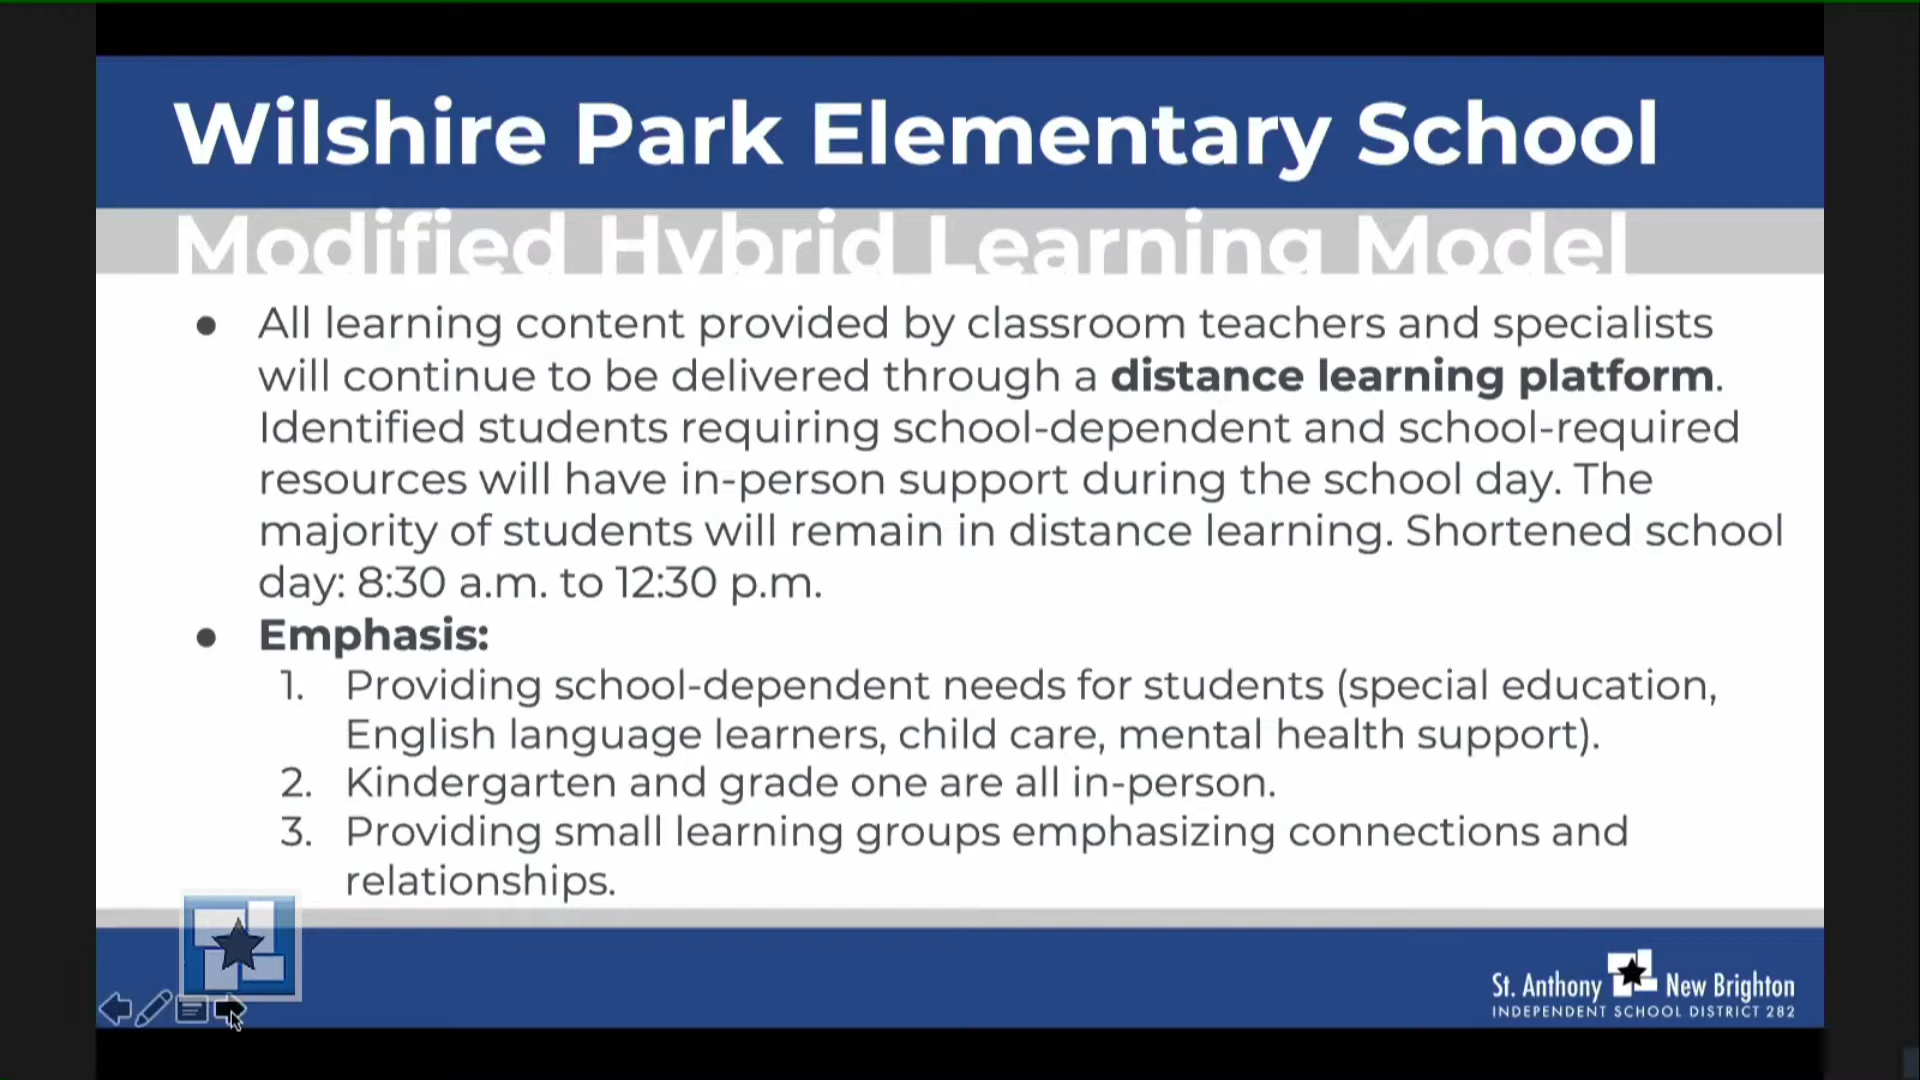 Wilshire Park Elementary School
Modified Hybrid Learning Model
● All learning content provided by classroom teachers and specialists
will continue to be delivered through a distance learning platform.
Identified students requiring school-dependent and school-required
resources will have in-person support during the school day. The
majority of students will remain in distance learning. Shortened school
day: 8:30 a.m. to 12:30 p.m.
● Emphasis:
1. Providing school-dependent needs for students (special education,
English language learners, child care, mental health support).
2. Kindergarten and grade one are all in-person.
3. Providing small learning groups emphasizing connections and
relationships.
St. Anthony New Brighton
INDEPENDENT SCHOOL DISTRICT 282